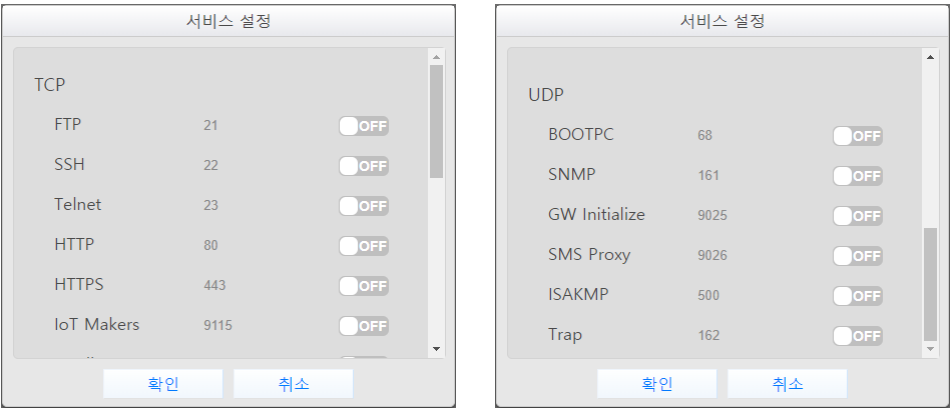 서비스 설정
TCP
FTP 21 OFF
SSH 22 OFF
Telnet 23 OFF
HTTP 80 OFF
HTTPS 443 OFF
IoT Makers 9115 OFF
확인 취소
서비스 설정
UDP
BOOTPC 68 OFF
SNMP 161 OFF
GW Initialize 9025 OFF
SMS Proxy 9026 OFF
ISAKMP 500 OFF
Trap 162 OFF
확인 취소